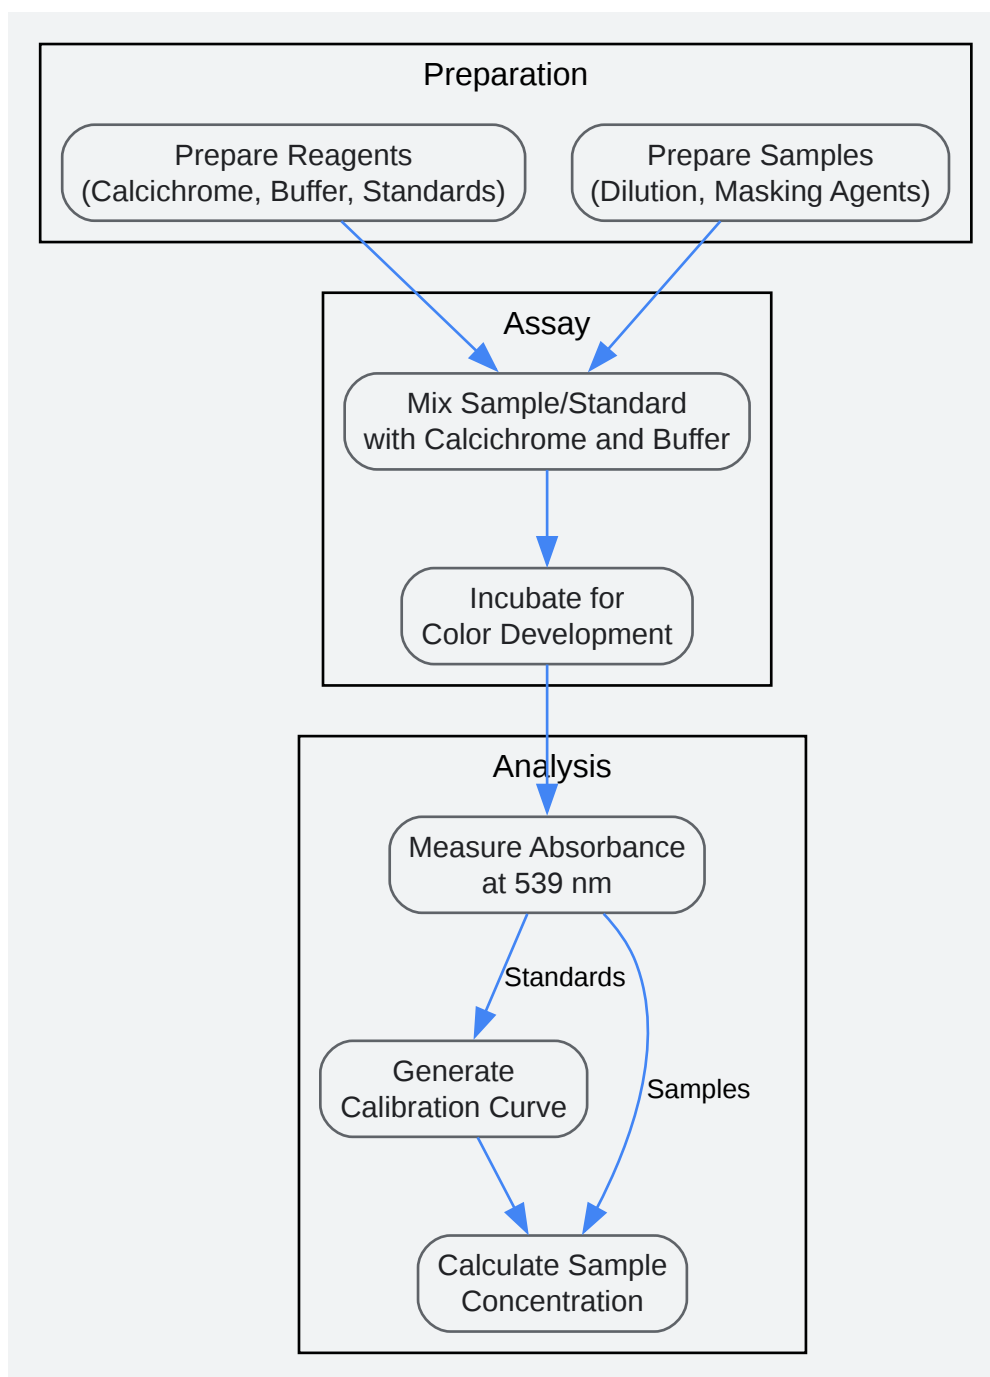 Preparation
Prepare Reagents
(Calcichrome, Buffer, Standards)
Prepare Samples
(Dilution, Masking Agents)
Assay
Mix Sample/Standard
with Calcichrome and Buffer
Incubate for
Color Development
Analysis
Measure Absorbance
at 539 nm
Standards
Generate
Calibration Curve
Samples
Calculate Sample
Concentration